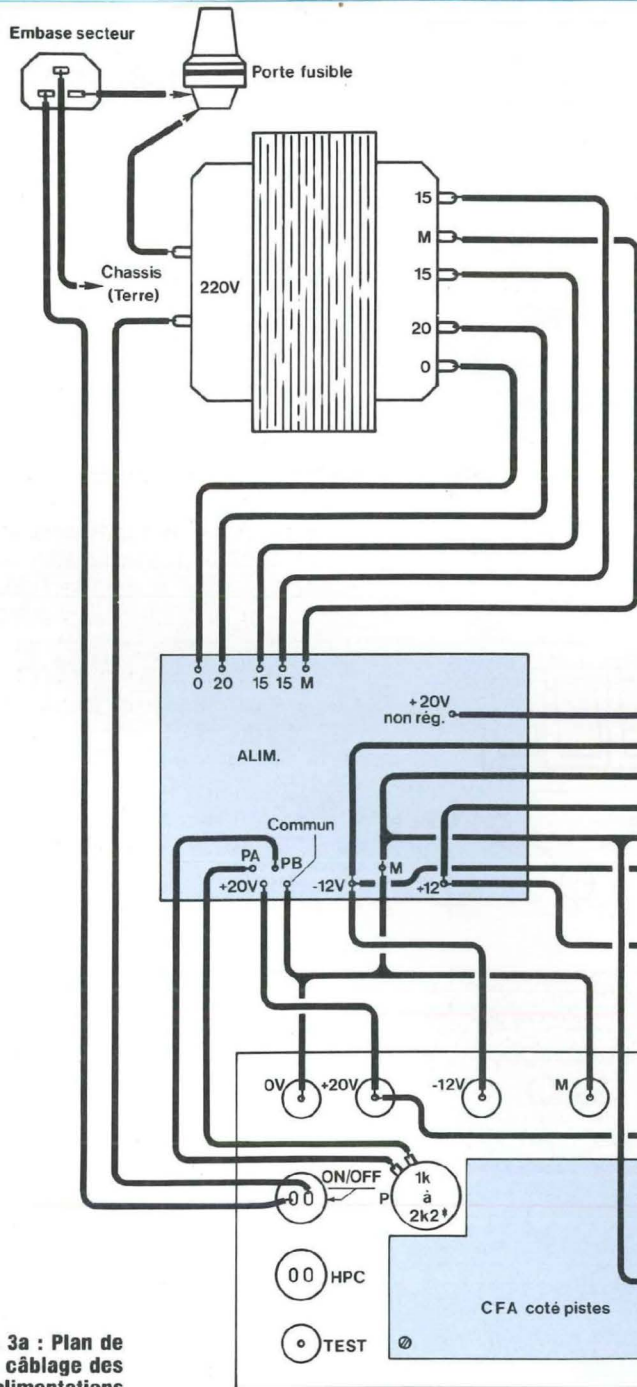 Embase secteur
Porte fusible
Chassis
(Terre)
220V
15
M
15
20
0
0 20 15 15 M
+20V
non rég.
ALIM.
Commun
PA PB
+20V -12V M +12
0V +20V -12V M
ON/OFF
P
1k
à
2k2*
HPC
TEST
CFA coté pistes
3a : Plan de
câblage des
alimentations